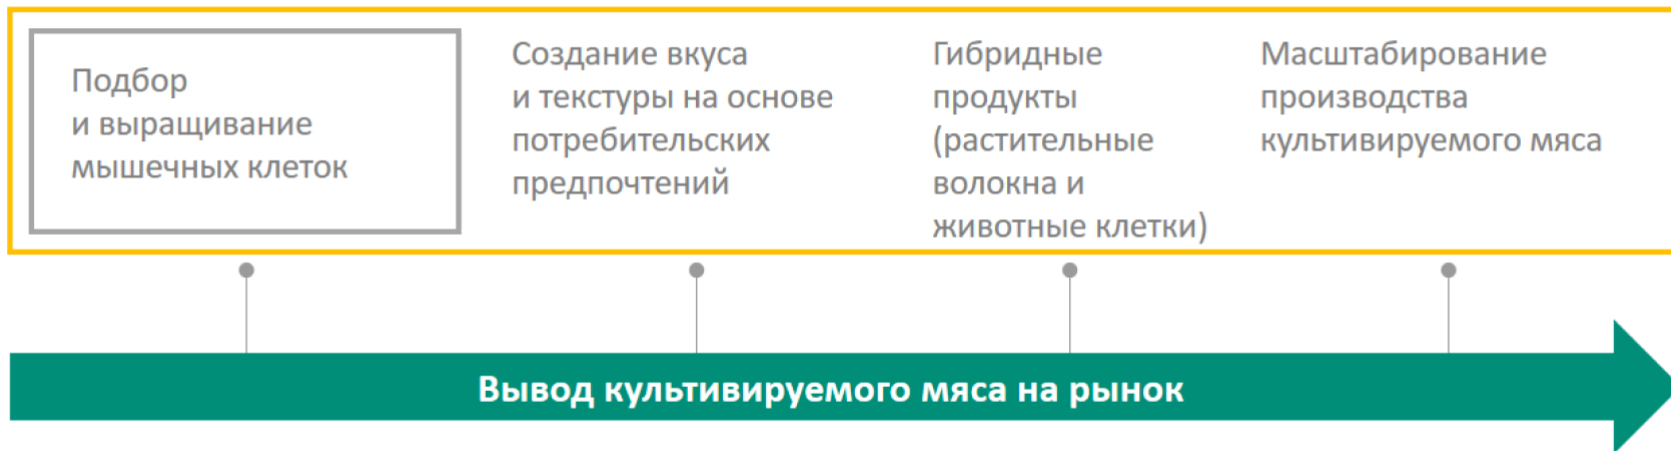 Подбор
и выращивание
мышечных клеток
Создание вкуса
и текстуры на основе
потребительских
предпочтений
Гибридные
продукты
(растительные
волокна и
животные клетки)
Масштабирование
производства
культивируемого мяса
Вывод культивируемого мяса на рынок